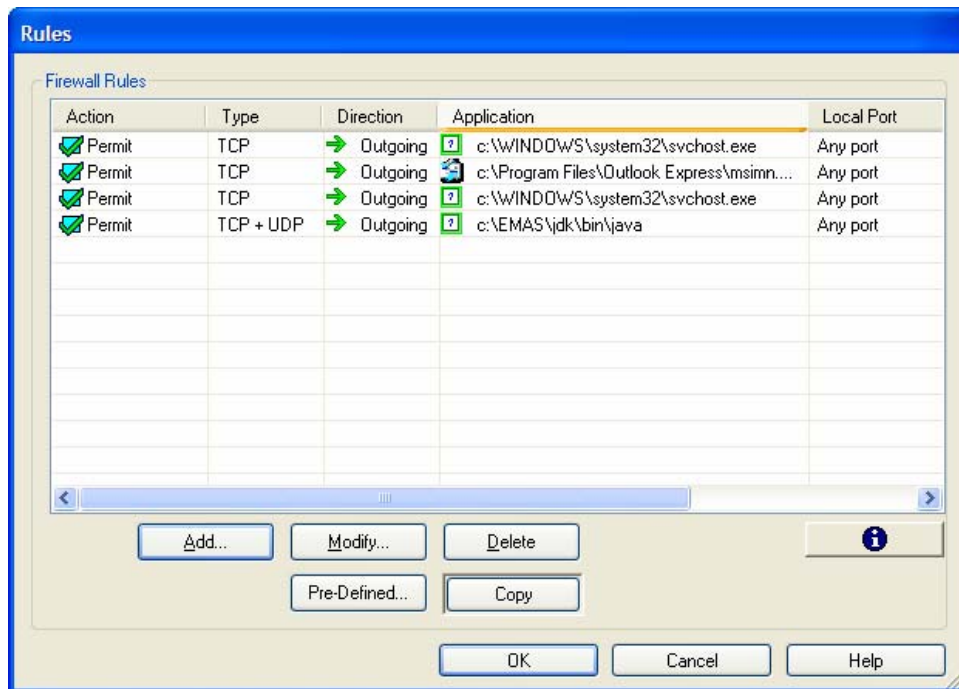 Rules
Firewall Rules
Action Type Direction Application Local Port
Permit TCP Outgoing c:\WINDOWS\system32\svchost.exe Any port
Permit TCP Outgoing c:\Program Files\Outlook Express\msimn.... Any port
Permit TCP Outgoing c:\WINDOWS\system32\svchost.exe Any port
Permit TCP + UDP Outgoing c:\EMAS\jdk\bin\java Any port
Add... Modify... Delete
Pre-Defined... Copy
OK Cancel Help